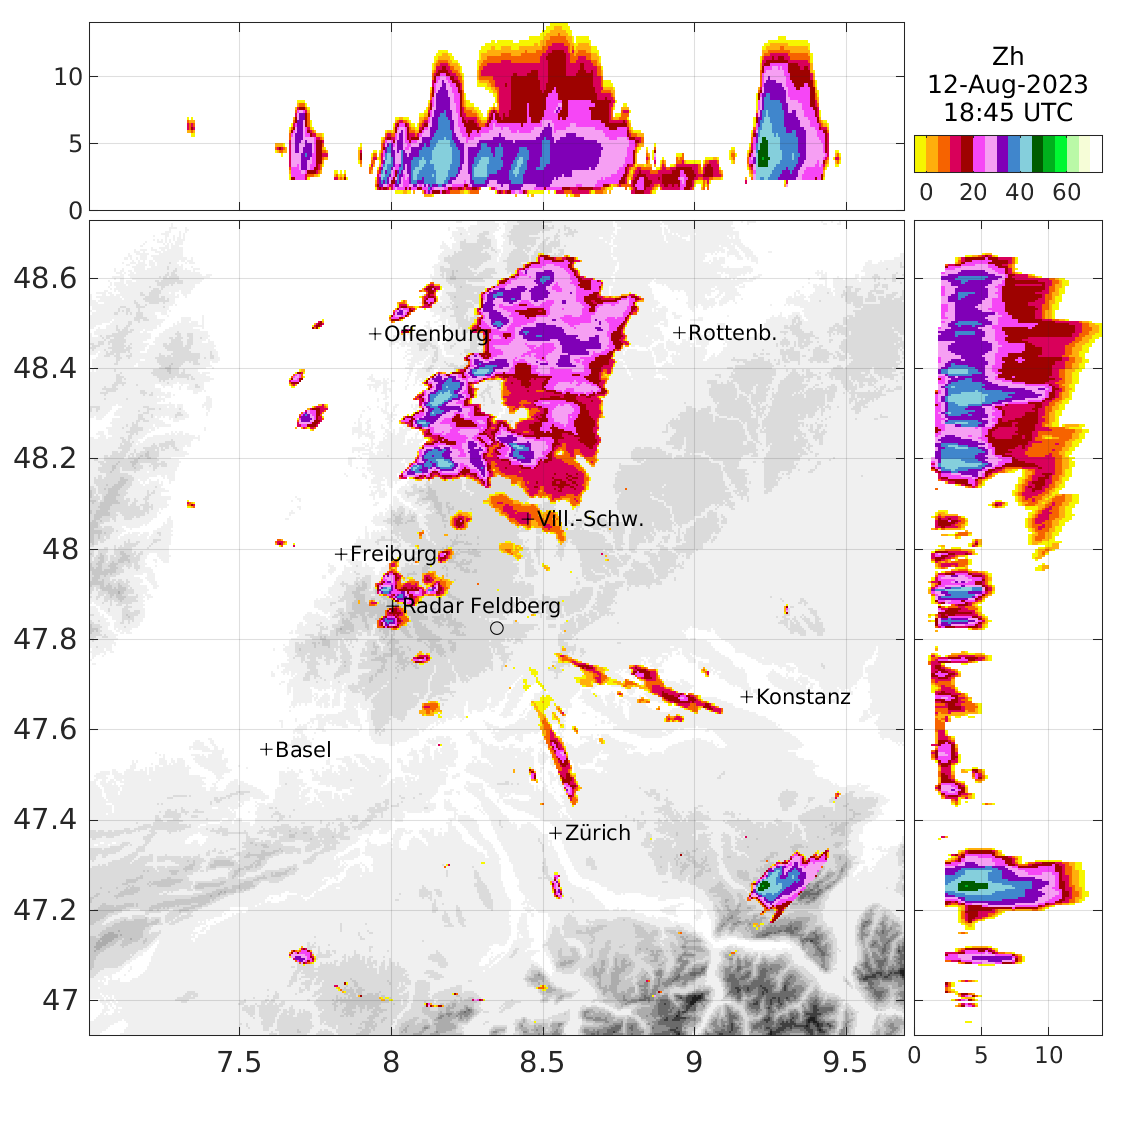 10
5
0
Zh
12-Aug-2023
18:45 UTC
0 20 40 60
48.6
48.4
48.2
48
47.8
47.6
47.4
47.2
47
+Offenburg
+Rottenb.
+Vill.-Schw.
+Freiburg
+Radar Feldberg
+Konstanz
+Basel
+Zürich
7.5 8 8.5 9 9.5
0 5 10